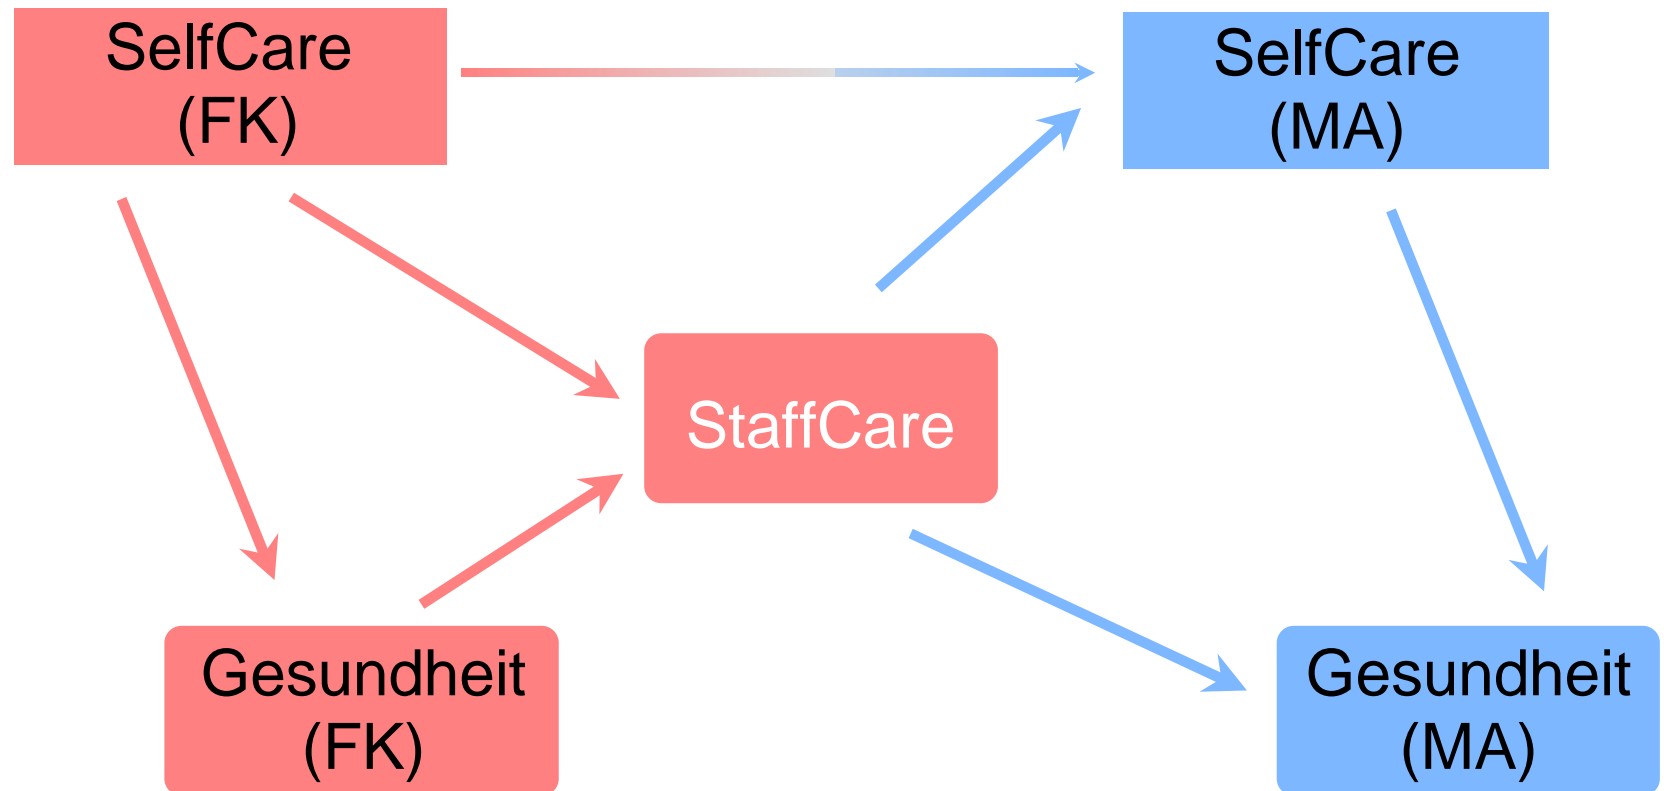 SelfCare
(FK)
SelfCare
(MA)
StaffCare
Gesundheit
(FK)
Gesundheit
(MA)